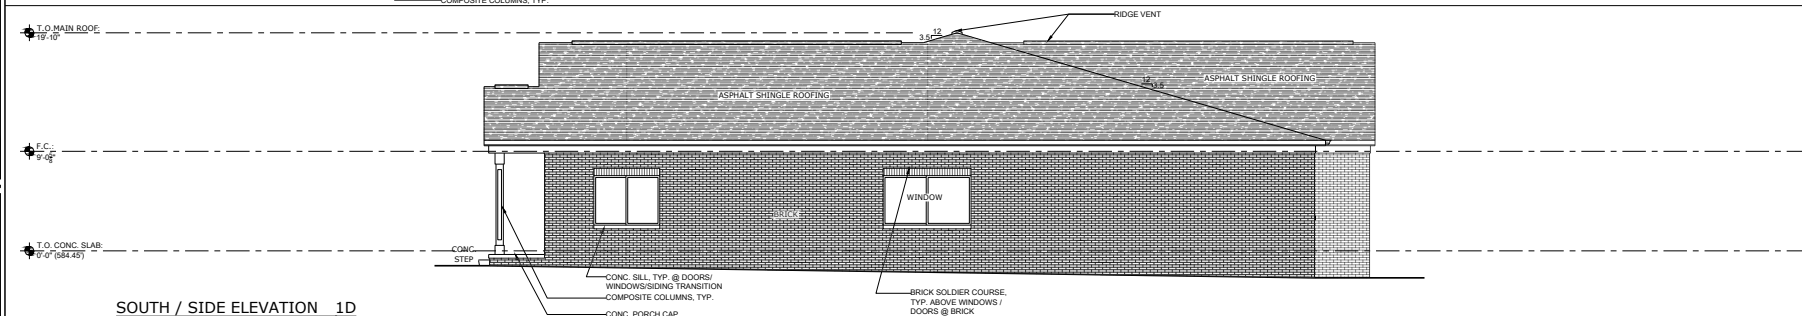 COMPOSITE COLUMNS, TYP.
RIDGE VENT
T.O.MAIN ROOF:
19'-10"
12
3.5
12
3.5
ASPHALT SHINGLE ROOFING
ASPHALT SHINGLE ROOFING
F.C.:
WINDOW
BRICK
T.O. CONC. SLAB:
0'-0" (584.45')
CONC.
STEP
CONC. SILL, TYP. @ DOORS/
WINDOWS/SIDING TRANSITION
COMPOSITE COLUMNS, TYP.
CONC. PORCH CAP
BRICK SOLDIER COURSE,
TYP. ABOVE WINDOWS /
DOORS @ BRICK
SOUTH / SIDE ELEVATION 1D